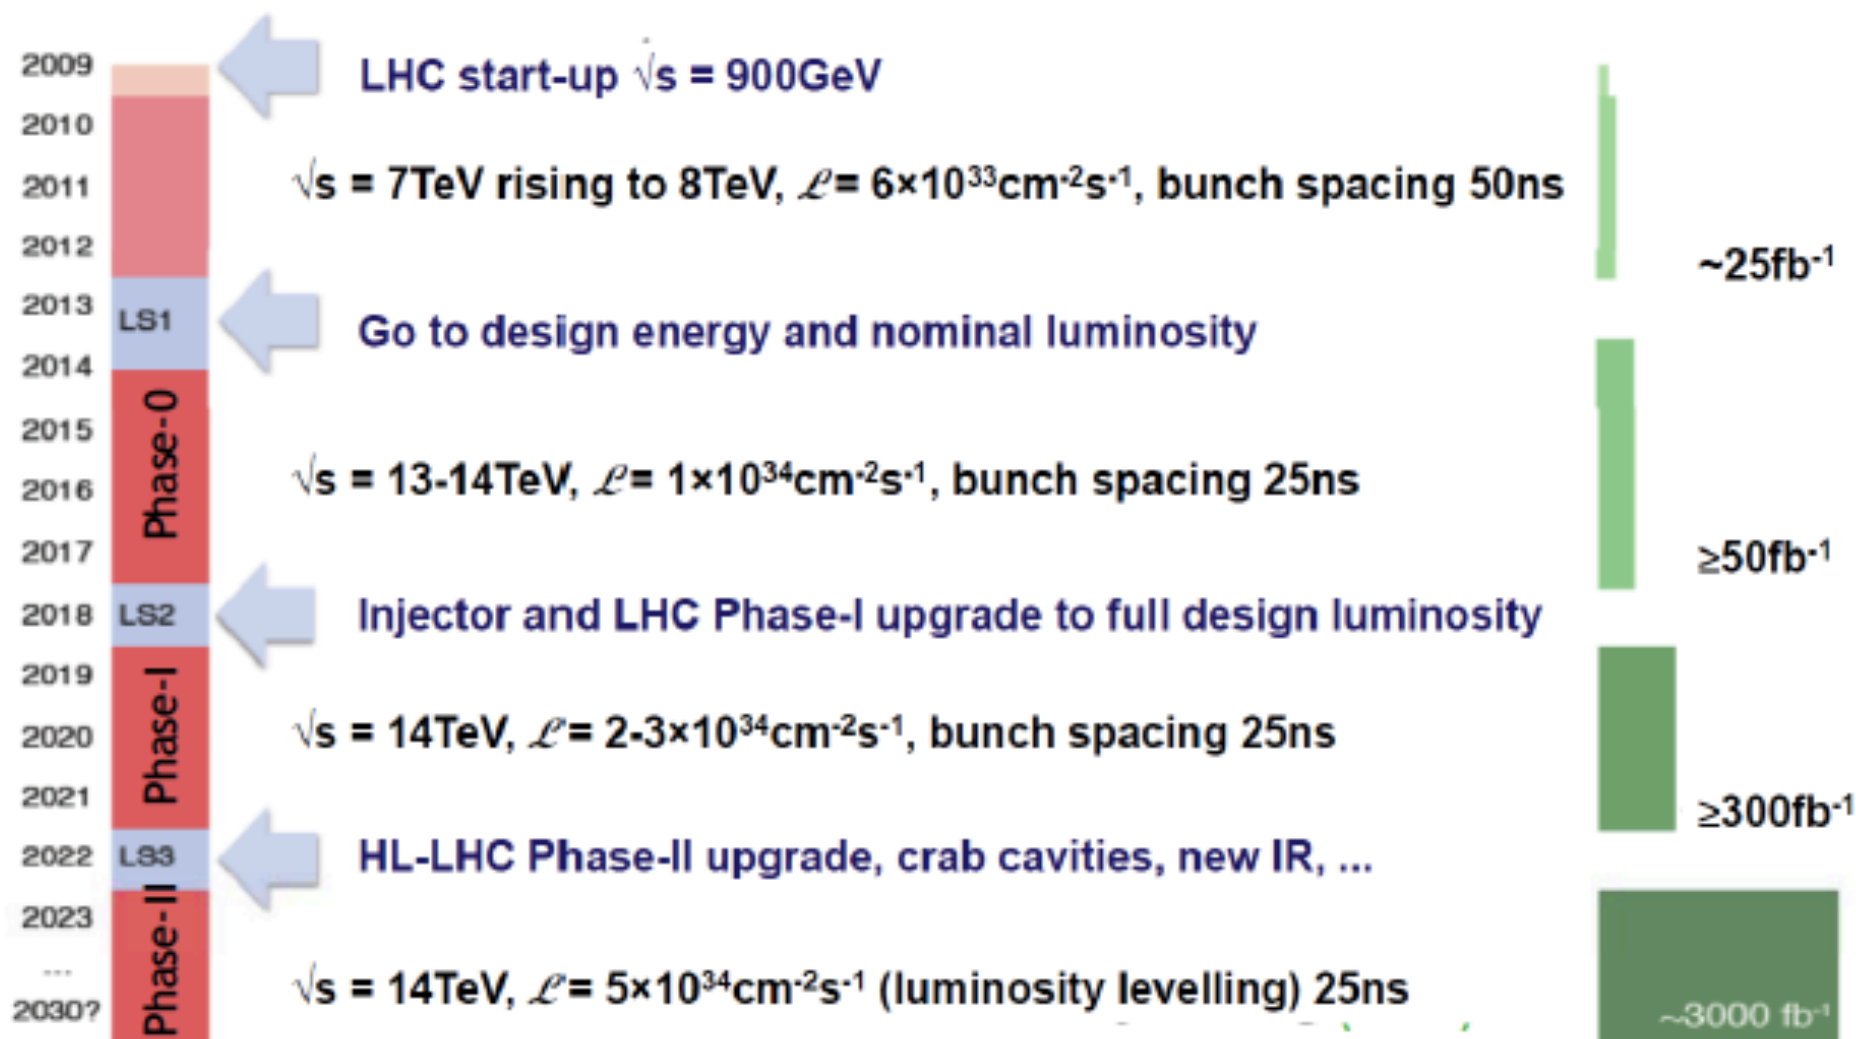 2009
LHC start-up √s = 900GeV
2010
2011
√s = 7TeV rising to 8TeV, ℒ= 6×10³³cm⁻²s⁻¹, bunch spacing 50ns
2012
~25fb⁻¹
2013
LS1
Go to design energy and nominal luminosity
2014
Phase-0
2015
2016
√s = 13-14TeV, ℒ= 1×10³⁴cm⁻²s⁻¹, bunch spacing 25ns
2017
≥50fb⁻¹
2018
LS2
Injector and LHC Phase-I upgrade to full design luminosity
2019
Phase-I
2020
√s = 14TeV, ℒ= 2-3×10³⁴cm⁻²s⁻¹, bunch spacing 25ns
2021
≥300fb⁻¹
2022
LS3
HL-LHC Phase-II upgrade, crab cavities, new IR, ...
2023
Phase-II
...
2030?
√s = 14TeV, ℒ= 5×10³⁴cm⁻²s⁻¹ (luminosity levelling) 25ns
~3000 fb⁻¹